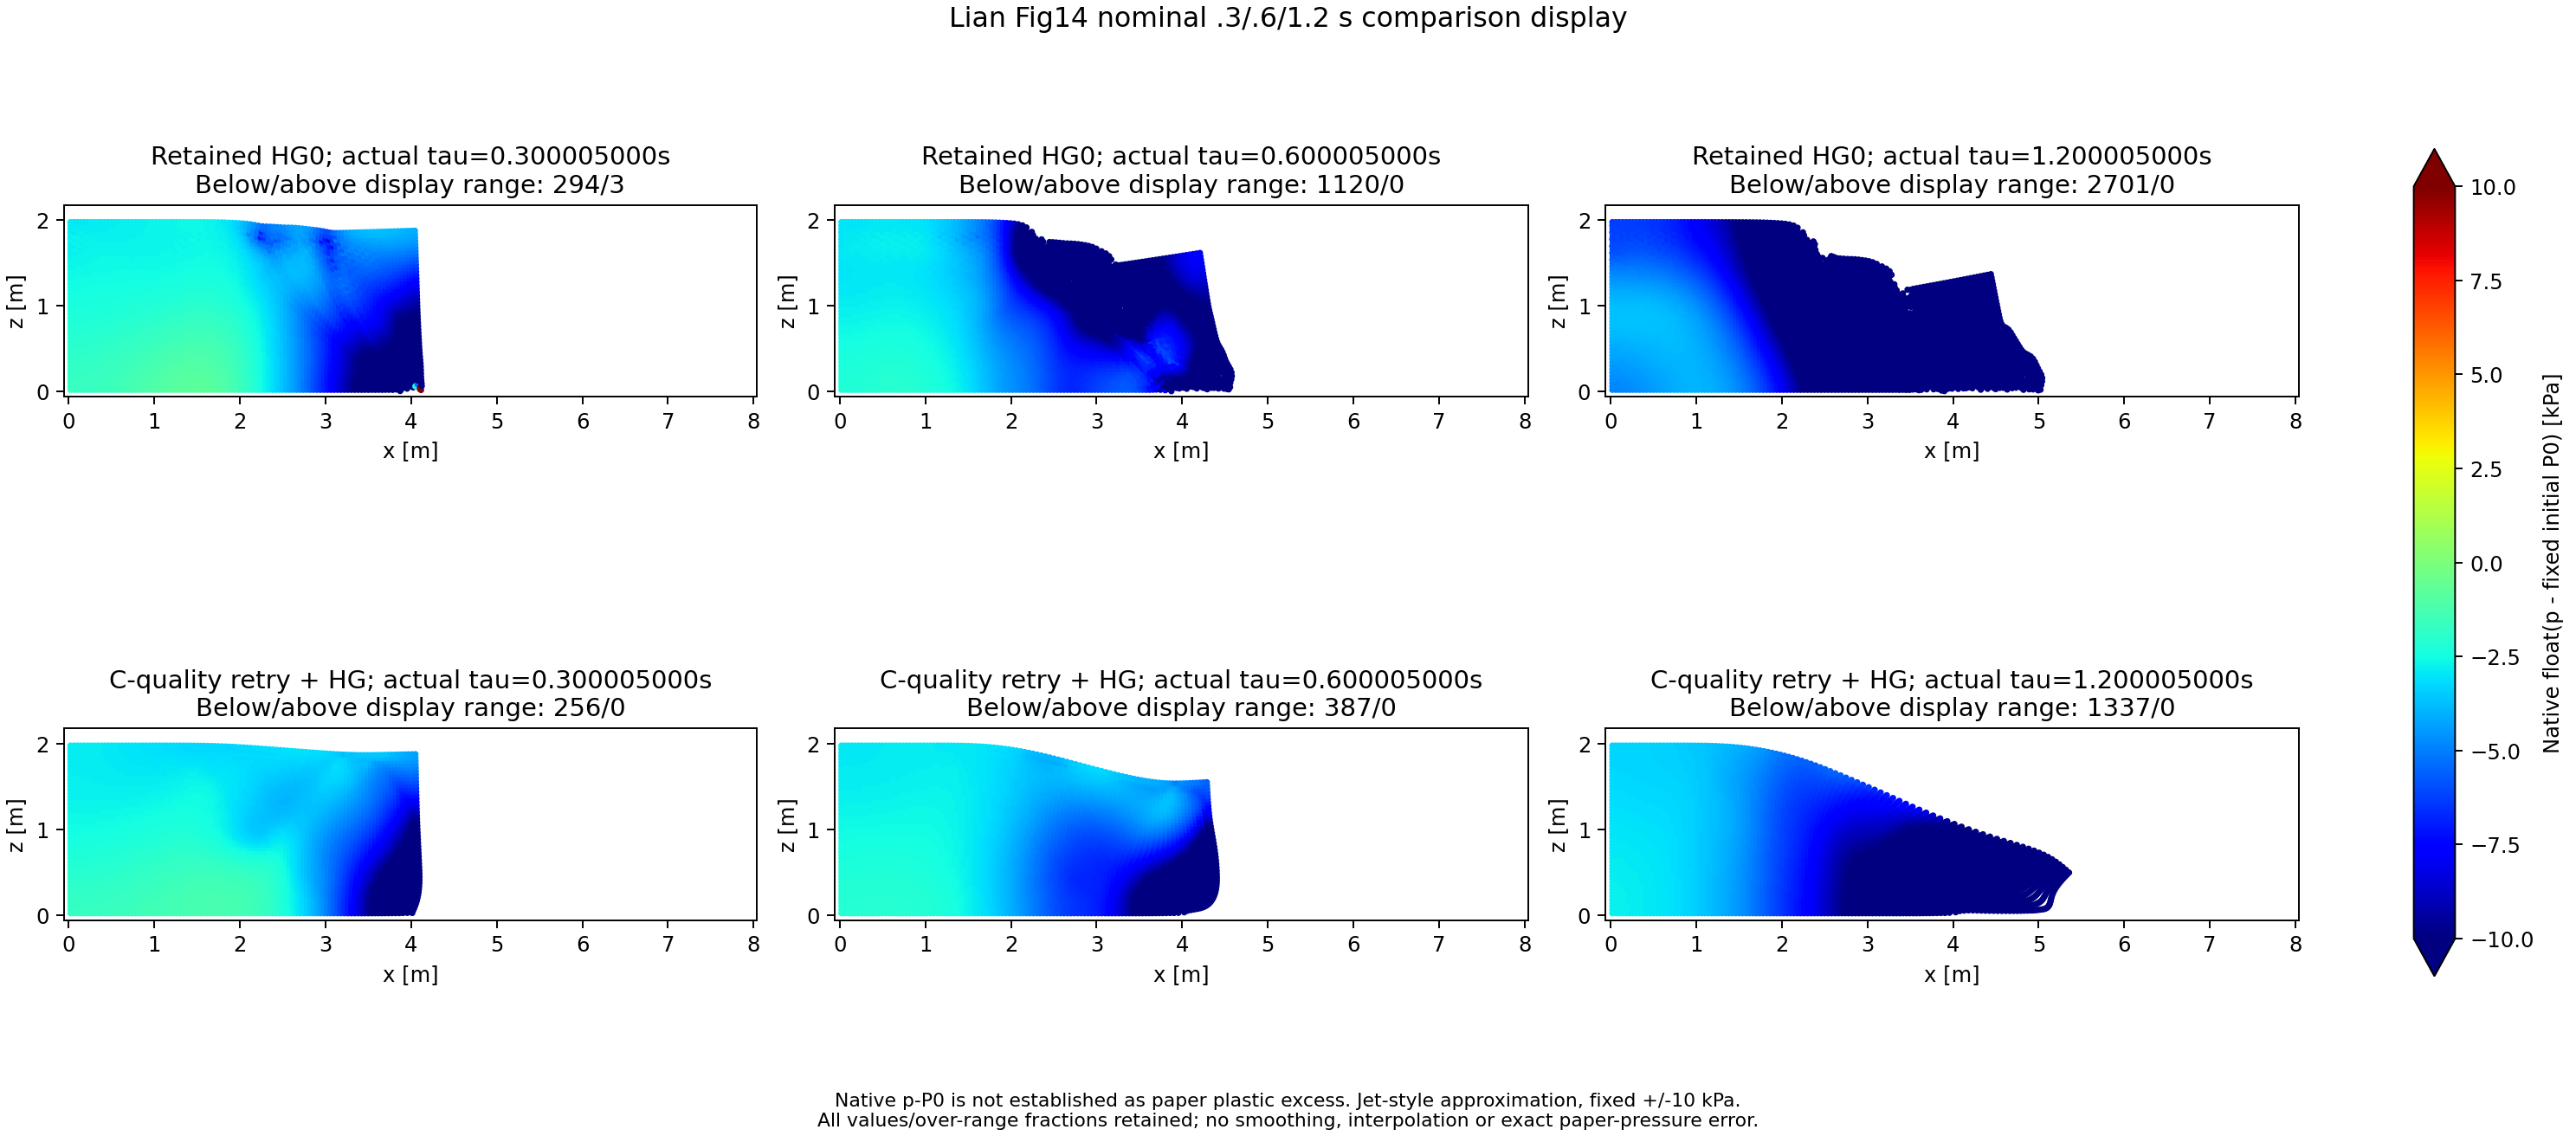 Lian Fig14 nominal .3/.6/1.2 s comparison display
Retained HG0; actual tau=0.300005000s
Below/above display range: 294/3
2
1
0
z [m]
0 1 2 3 4 5 6 7 8
x [m]
Retained HG0; actual tau=0.600005000s
Below/above display range: 1120/0
2
1
0
z [m]
0 1 2 3 4 5 6 7 8
x [m]
Retained HG0; actual tau=1.200005000s
Below/above display range: 2701/0
2
1
0
z [m]
0 1 2 3 4 5 6 7 8
x [m]
C-quality retry + HG; actual tau=0.300005000s
Below/above display range: 256/0
2
1
0
z [m]
0 1 2 3 4 5 6 7 8
x [m]
C-quality retry + HG; actual tau=0.600005000s
Below/above display range: 387/0
2
1
0
z [m]
0 1 2 3 4 5 6 7 8
x [m]
C-quality retry + HG; actual tau=1.200005000s
Below/above display range: 1337/0
2
1
0
z [m]
0 1 2 3 4 5 6 7 8
x [m]
10.0
7.5
5.0
2.5
0.0
−2.5
−5.0
−7.5
−10.0
Native float(p - fixed initial P0) [kPa]
Native p-P0 is not established as paper plastic excess. Jet-style approximation, fixed +/-10 kPa.
All values/over-range fractions retained; no smoothing, interpolation or exact paper-pressure error.